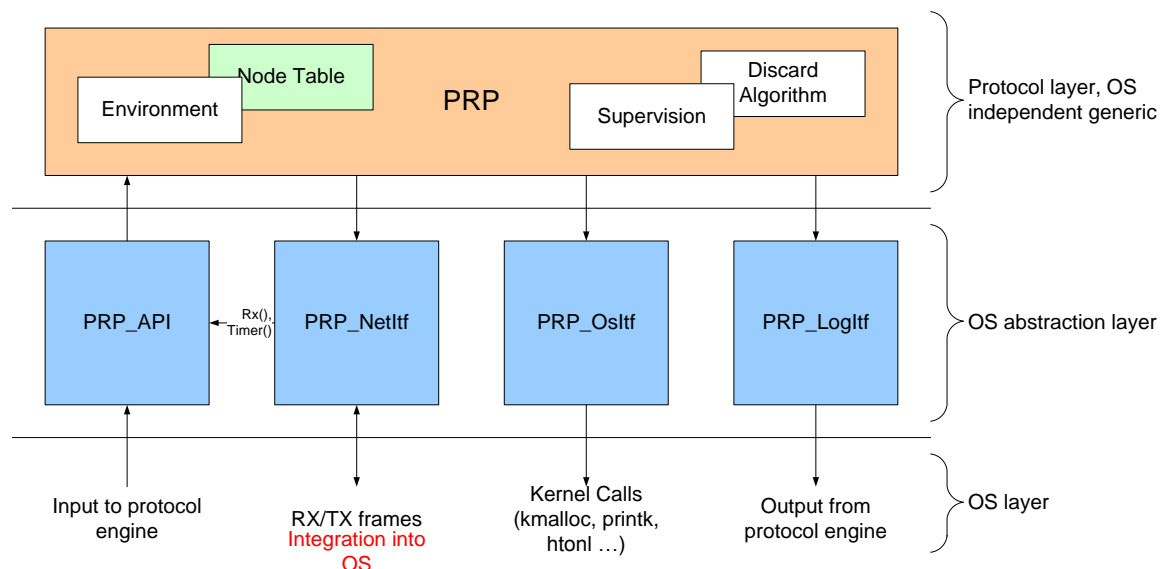 Node Table
Environment
PRP
Discard
Algorithm
Supervision
Protocol layer, OS
independent generic
PRP_API
Rx(),
Timer()
PRP_NetItf
PRP_OsItf
PRP_LogItf
OS abstraction layer
Input to protocol
engine
RX/TX frames
Integration into
OS
Kernel Calls
(kmalloc, printk,
htonl …)
Output from
protocol engine
OS layer